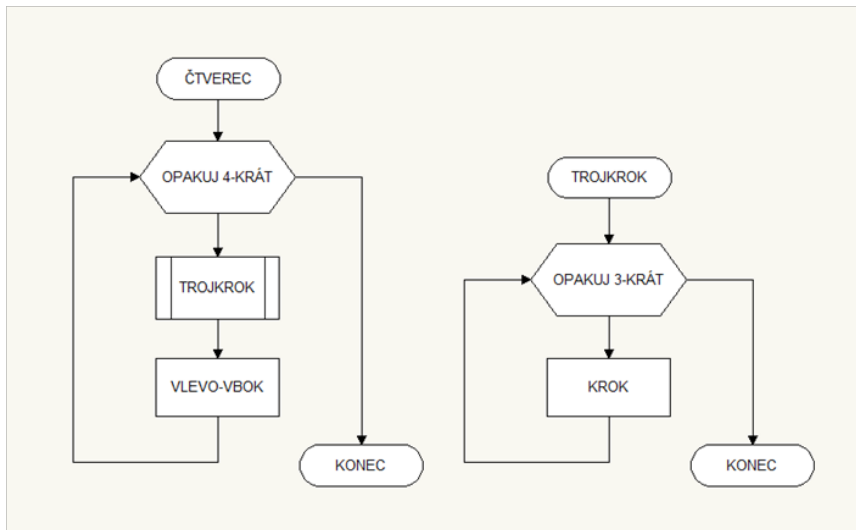 ČTVEREC
OPAKUJ 4-KRÁT
TROJKROK
VLEVO-VBOK
KONEC
TROJKROK
OPAKUJ 3-KRÁT
KROK
KONEC